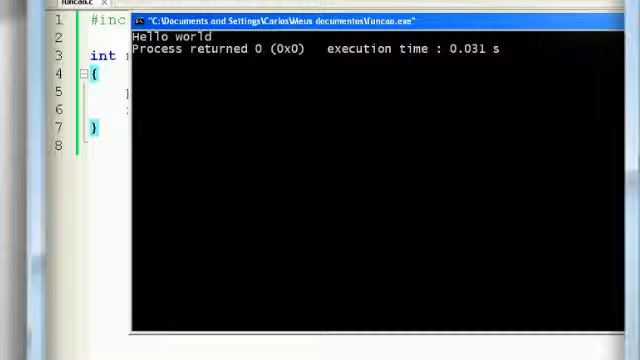 funcao.c
"C:\Documents and Settings\Carlos\Meus documentos\funcao.exe"
1 #inc
Hello world
2
Process returned 0 (0x0) execution time : 0.031 s
3 int
4 {
5
6
7 }
8